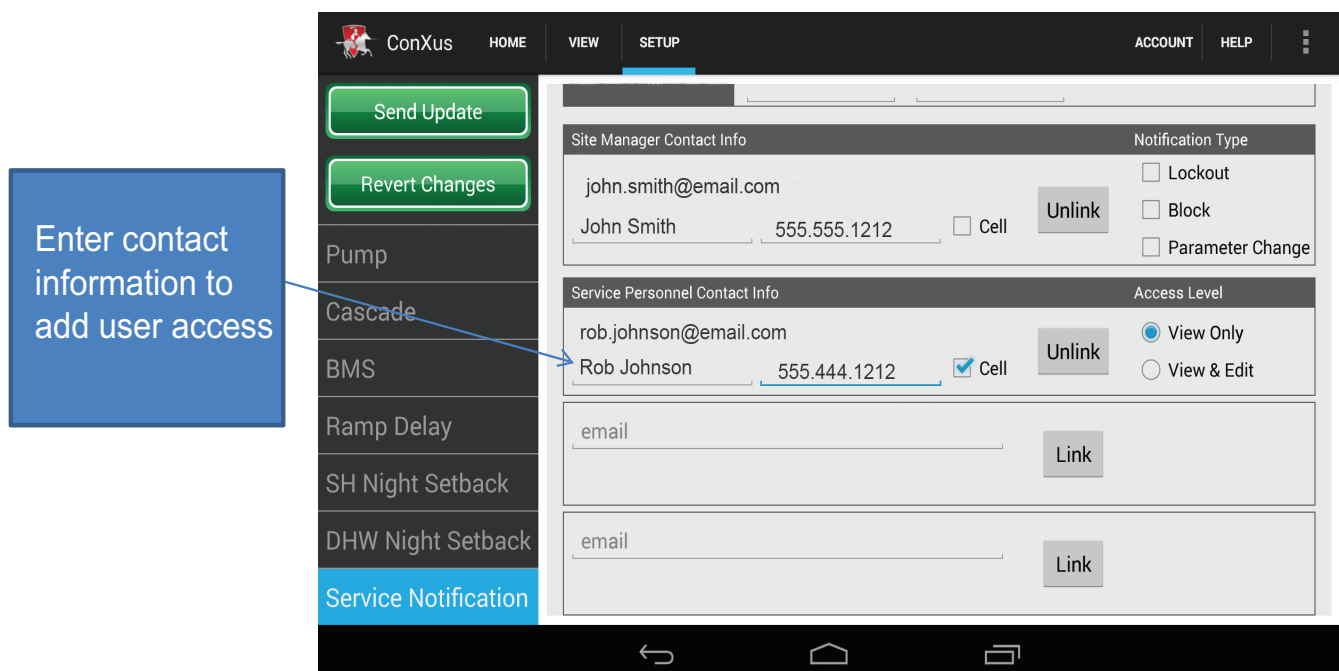 ConXus HOME VIEW SETUP ACCOUNT HELP
Send Update
Revert Changes
Pump
Cascade
BMS
Ramp Delay
SH Night Setback
DHW Night Setback
Service Notification
Enter contact
information to
add user access
Site Manager Contact Info Notification Type
john.smith@email.com
John Smith 555.555.1212 Cell Unlink
Lockout
Block
Parameter Change
Service Personnel Contact Info Access Level
rob.johnson@email.com
Rob Johnson 555.444.1212 Cell Unlink
View Only
View & Edit
email
Link
email
Link